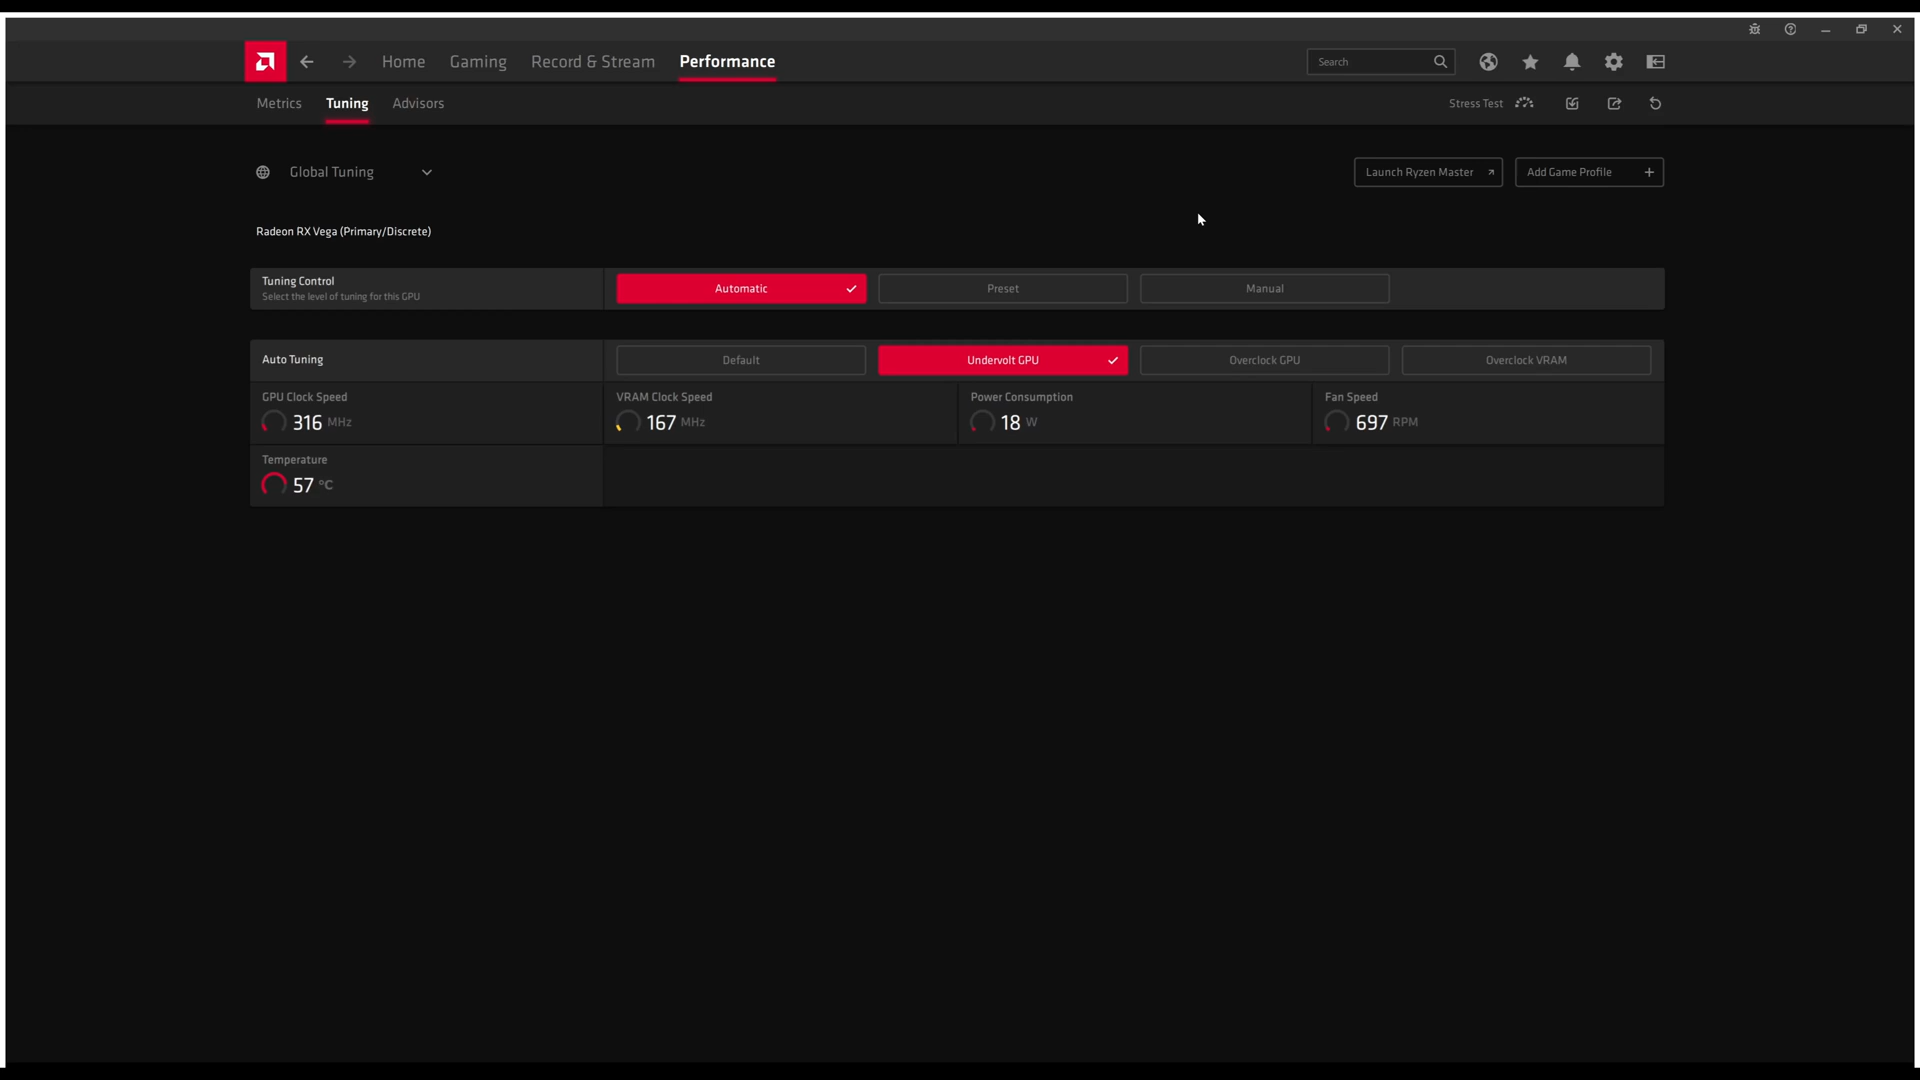 Home Gaming Record & Stream Performance Search
Metrics Tuning Advisors Stress Test
Global Tuning Launch Ryzen Master Add Game Profile
Radeon RX Vega (Primary/Discrete)
Tuning Control
Select the level of tuning for this GPU
Automatic Preset Manual
Auto Tuning Default Undervolt GPU Overclock GPU Overclock VRAM
GPU Clock Speed VRAM Clock Speed Power Consumption Fan Speed
316 MHz 167 MHz 18 W 697 RPM
Temperature
57 °C